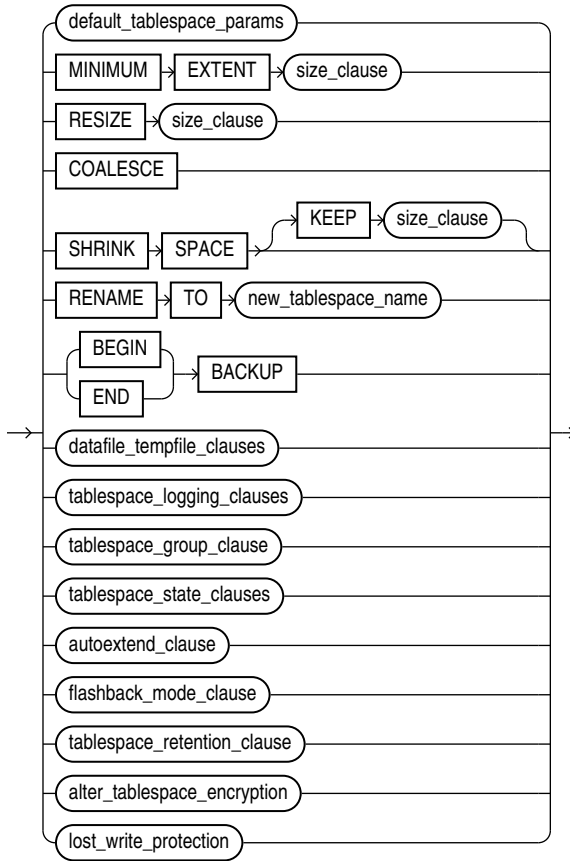 default_tablespace_params
MINIMUM EXTENT size_clause
RESIZE size_clause
COALESCE
KEEP size_clause
SHRINK SPACE
RENAME TO new_tablespace_name
BEGIN
BACKUP
END
datafile_tempfile_clauses
tablespace_logging_clauses
tablespace_group_clause
tablespace_state_clauses
autoextend_clause
flashback_mode_clause
tablespace_retention_clause
alter_tablespace_encryption
lost_write_protection